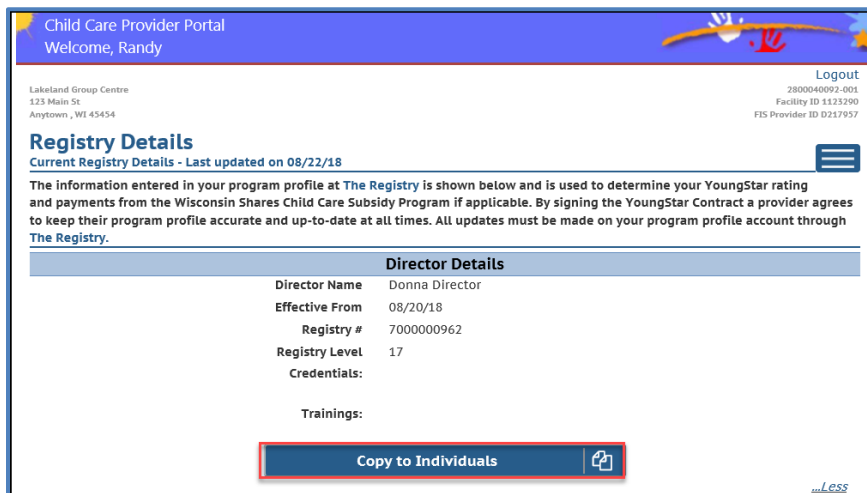 Child Care Provider Portal
Welcome, Randy
Logout
Lakeland Group Centre
123 Main St
Anytown , WI 45454
2800040092-001
Facility ID 1123290
FIS Provider ID D217957
Registry Details
Current Registry Details - Last updated on 08/22/18
The information entered in your program profile at The Registry is shown below and is used to determine your YoungStar rating
and payments from the Wisconsin Shares Child Care Subsidy Program if applicable. By signing the YoungStar Contract a provider agrees
to keep their program profile accurate and up-to-date at all times. All updates must be made on your program profile account through
The Registry.
Director Details
Director Name Donna Director
Effective From 08/20/18
Registry # 7000000962
Registry Level 17
Credentials:
Trainings:
Copy to Individuals
...Less